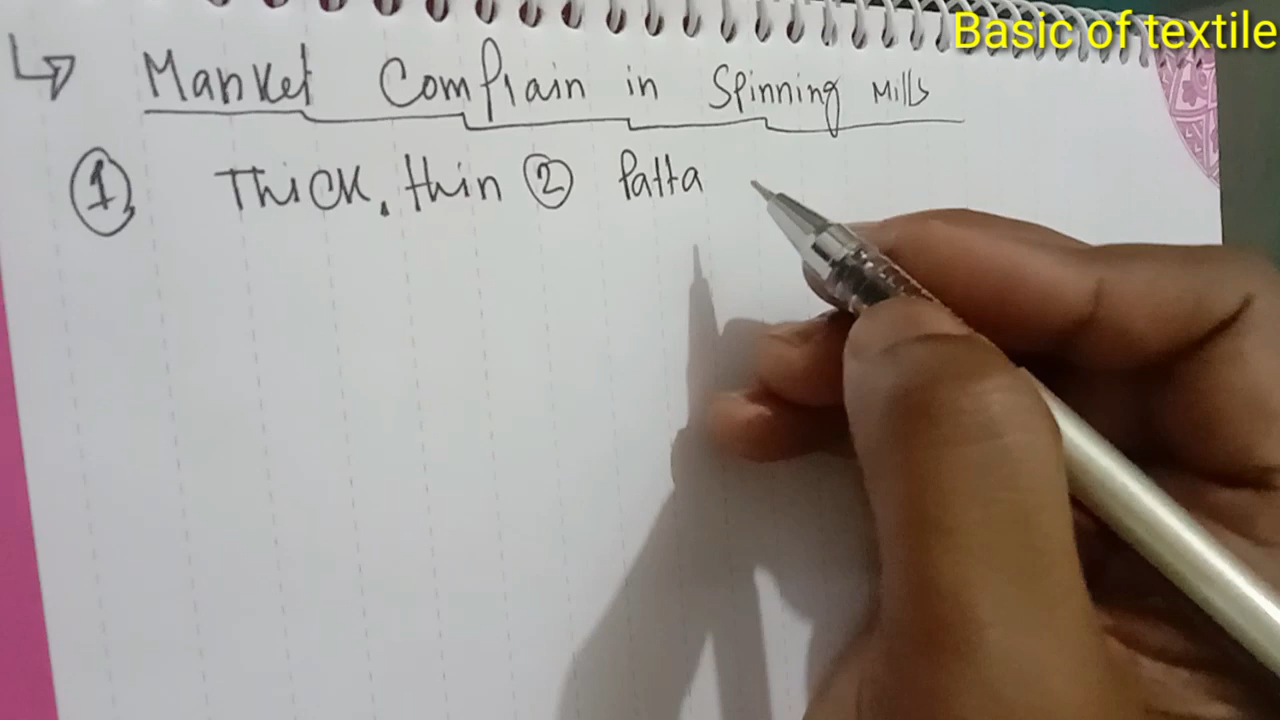 Basic of textile
Market Complain in Spinning Mills
① Thick, thin ② Patta